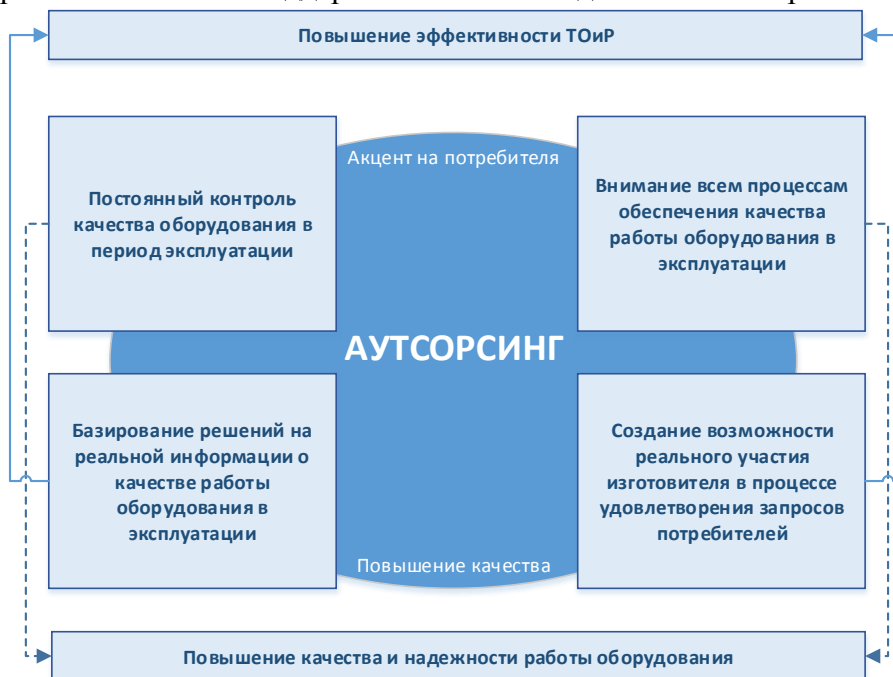 Повышение эффективности ТОиР
Акцент на потребителя
Постоянный контроль
качества оборудования в
период эксплуатации
Внимание всем процессам
обеспечения качества
работы оборудования в
эксплуатации
АУТСОРСИНГ
Базирование решений на
реальной информации о
качестве работы
оборудования в
эксплуатации
Создание возможности
реального участия
изготовителя в процессе
удовлетворения запросов
потребителей
Повышение качества
Повышение качества и надежности работы оборудования